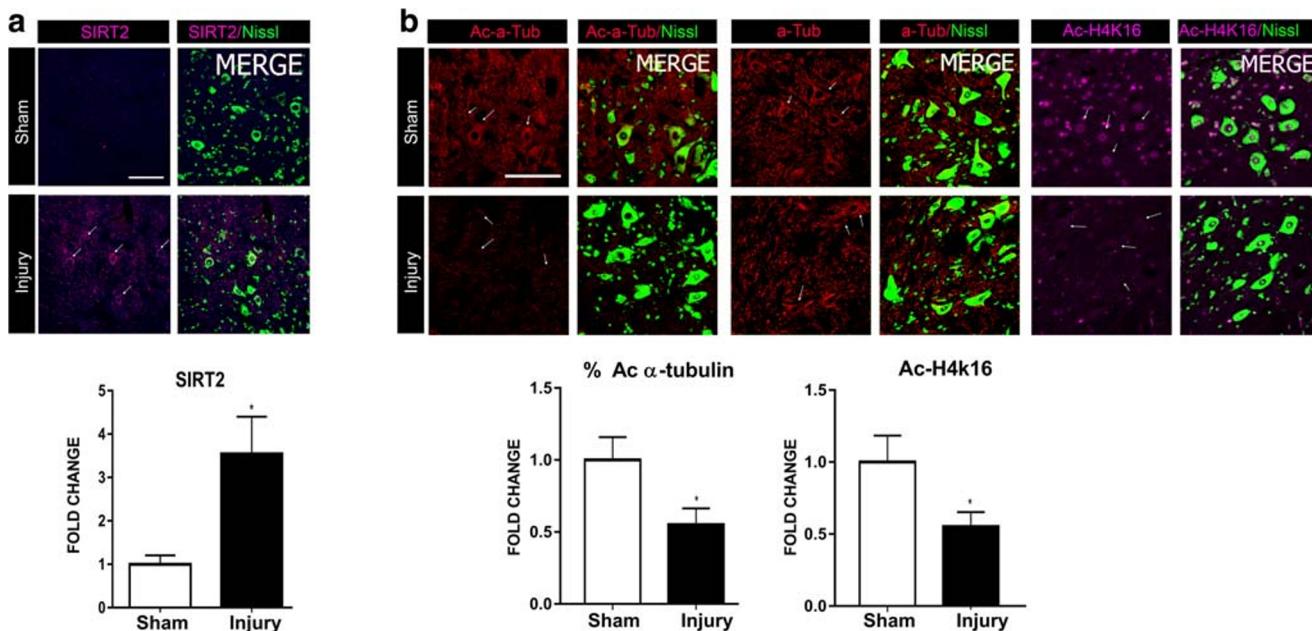 a
SIRT2 SIRT2/Nissl
Sham
MERGE
Injury
SIRT2
FOLD CHANGE
5
4
3
2
1
0
*
Sham Injury
b
Ac-a-Tub Ac-a-Tub/Nissl a-Tub a-Tub/Nissl Ac-H4K16 Ac-H4K16/Nissl
Sham
MERGE MERGE MERGE
Injury
% Ac α-tubulin
FOLD CHANGE
1.5
1.0
0.5
0.0
*
Sham Injury
Ac-H4k16
FOLD CHANGE
1.5
1.0
0.5
0.0
*
Sham Injury